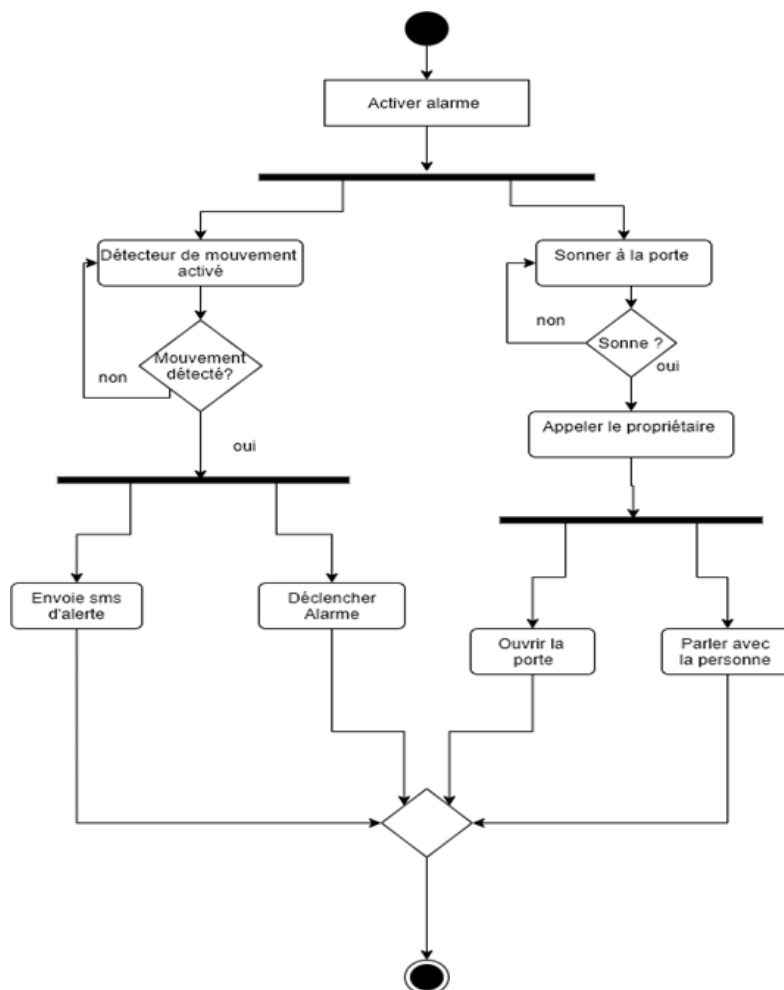 Activer alarme
Détecteur de mouvement
activé
Sonner à la porte
non
Sonne ?
oui
Mouvement
détecté?
non
oui
Appeler le propriétaire
Envoie sms
d'alerte
Déclencher
Alarme
Ouvrir la
porte
Parler avec
la personne